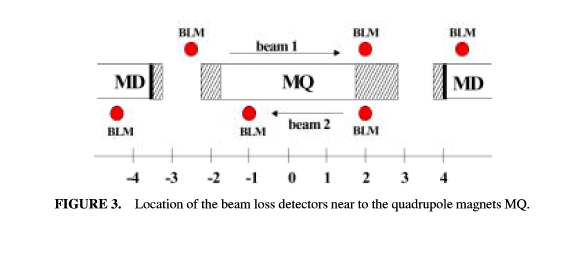 BLM BLM BLM
beam 1
MD MQ MD
BLM BLM beam 2 BLM
-4 -3 -2 -1 0 1 2 3 4
FIGURE 3. Location of the beam loss detectors near to the quadrupole magnets MQ.